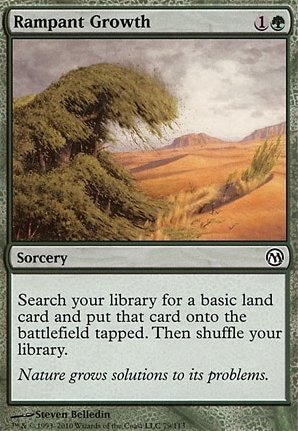 Rampant Growth 1
Sorcery
Search your library for a basic land
card and put that card onto the
battlefield tapped. Then shuffle your
library.
Nature grows solutions to its problems.
Steven Belledin
™ & © 1993–2010 Wizards of the Coast LLC 79/113